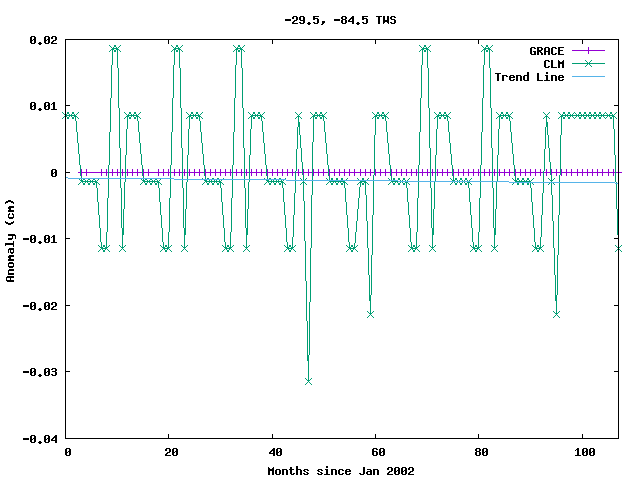 -29.5, -84.5 TWS
GRACE
CLM
Trend Line
0.02
0.01
0
-0.01
-0.02
-0.03
-0.04
Anomaly (cm)
0 20 40 60 80 100
Months since Jan 2002